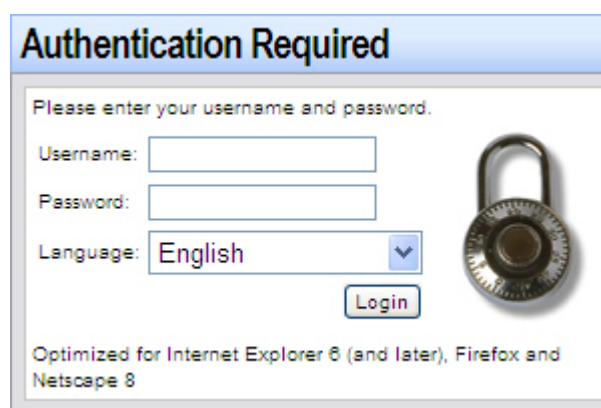 Authentication Required
Please enter your username and password.
Username:
Password:
Language: English
Login
Optimized for Internet Explorer 6 (and later), Firefox and
Netscape 8